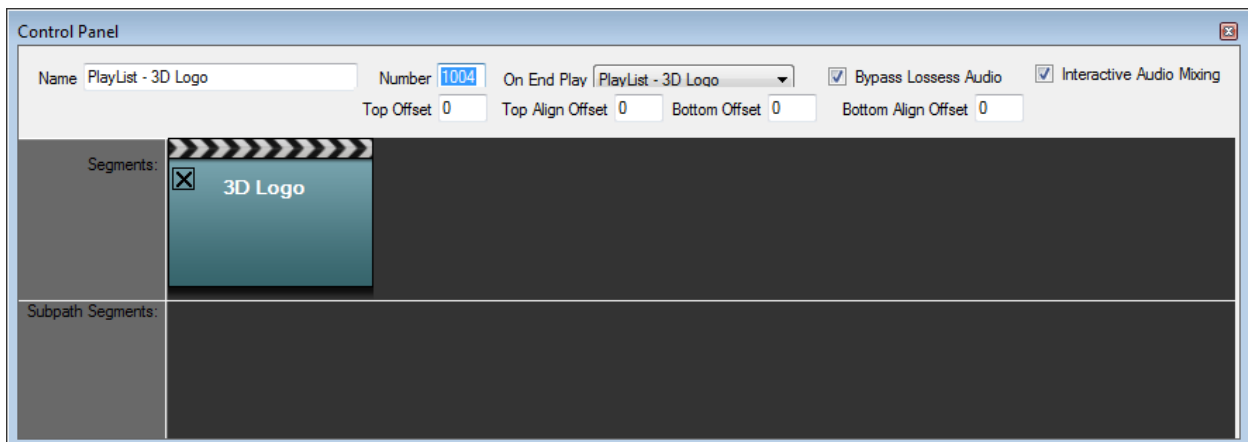 Control Panel
Name PlayList - 3D Logo Number 1004 On End Play PlayList - 3D Logo Bypass Lossess Audio Interactive Audio Mixing
Top Offset 0 Top Align Offset 0 Bottom Offset 0 Bottom Align Offset 0
Segments:
3D Logo
Subpath Segments: